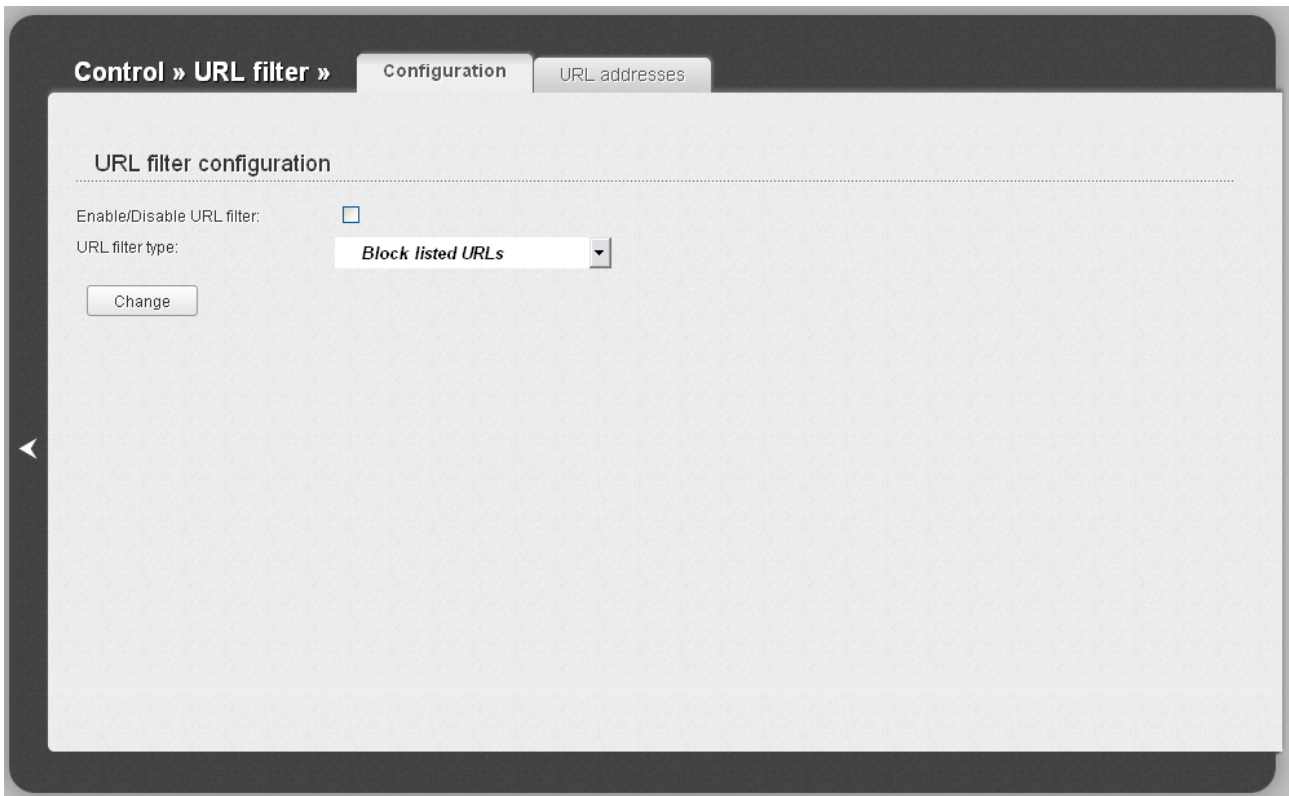 Control » URL filter »
Configuration
URL addresses
URL filter configuration
Enable/Disable URL filter:
URL filter type:
Block listed URLs
Change